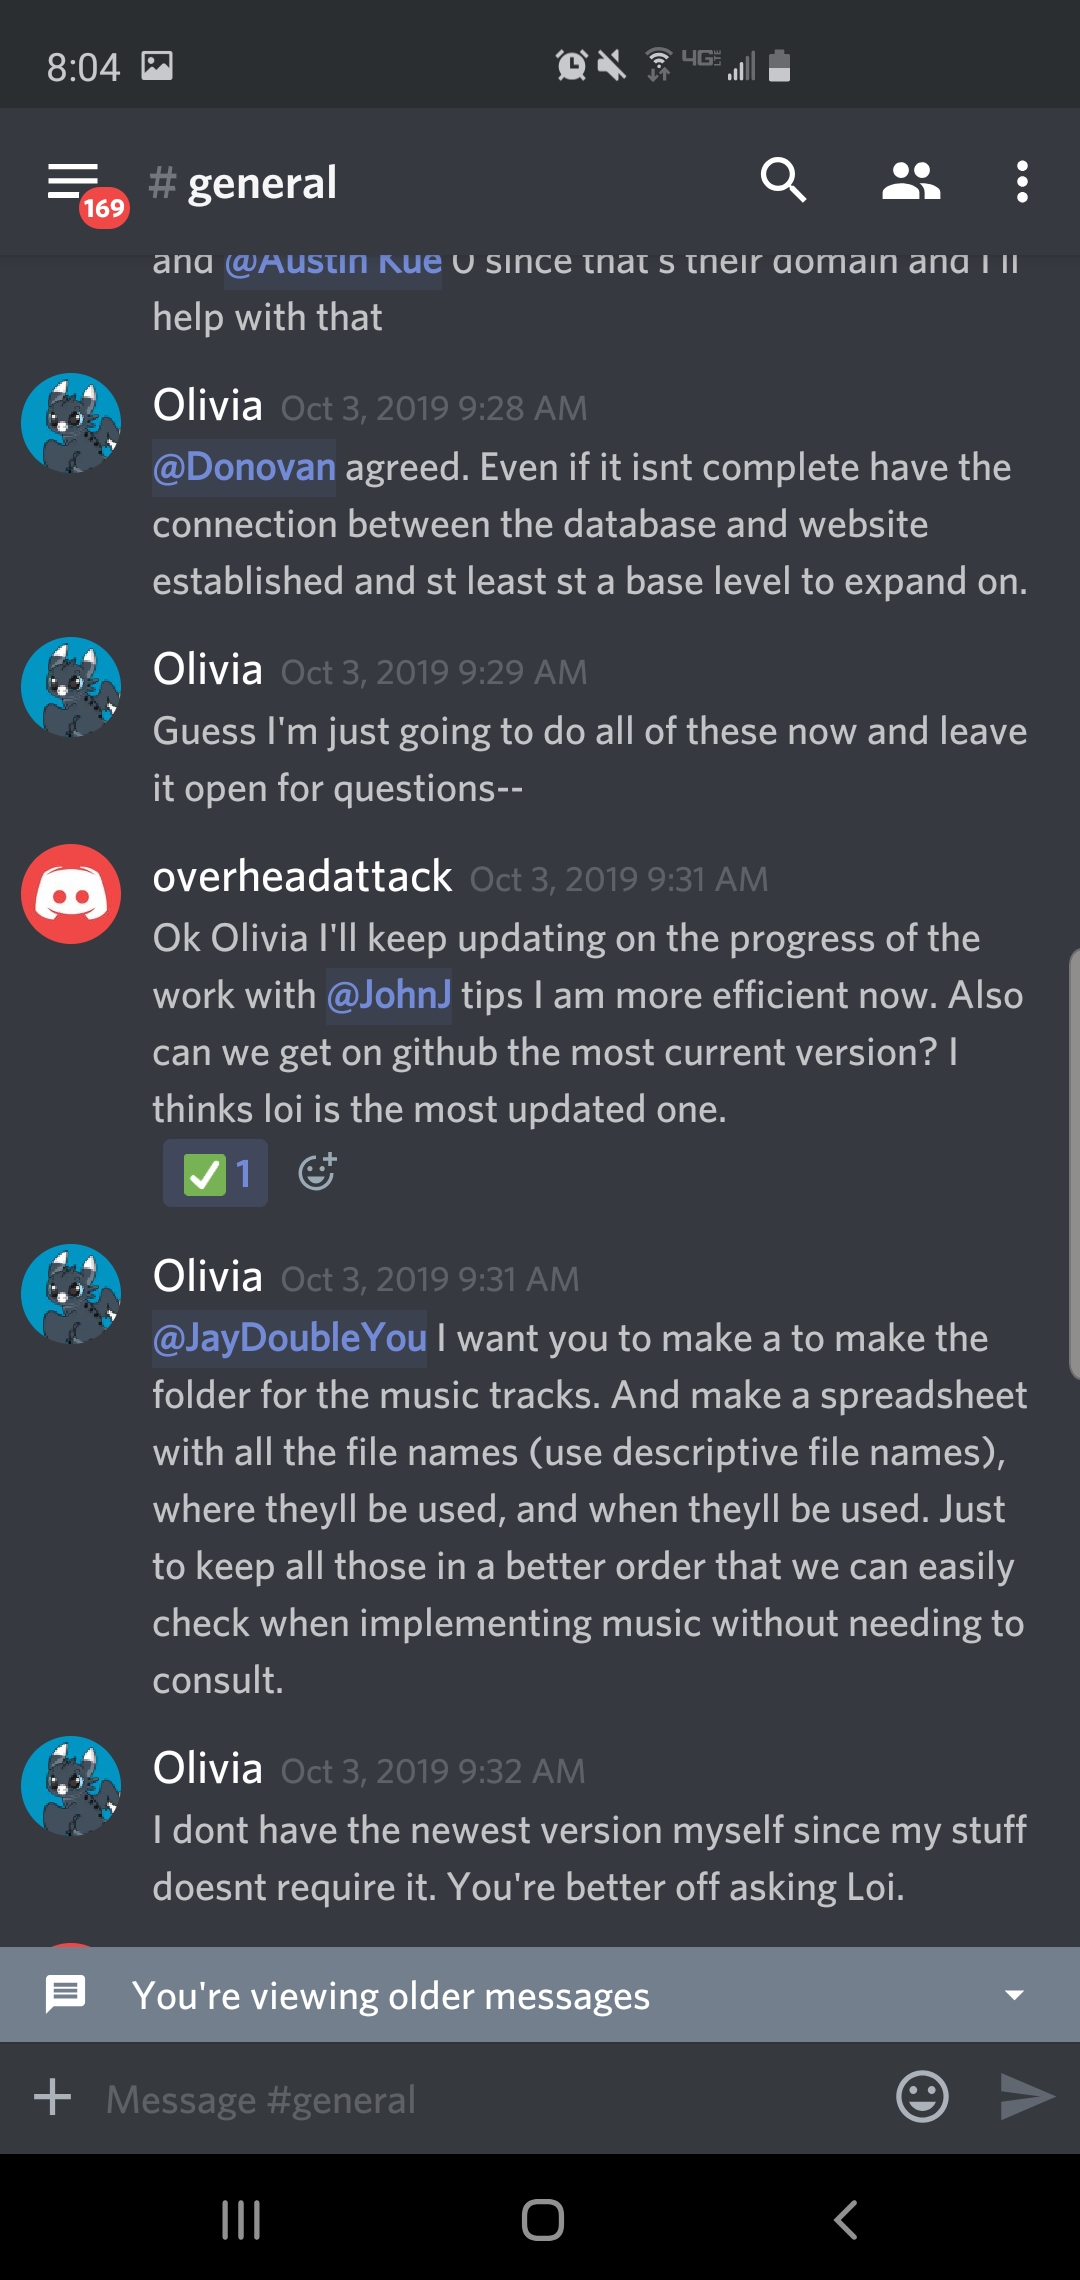 8:04
4G LTE
169
# general
and @Austin Kue U since that's their domain and I'll
help with that
Olivia Oct 3, 2019 9:28 AM
@Donovan agreed. Even if it isnt complete have the
connection between the database and website
established and st least st a base level to expand on.
Olivia Oct 3, 2019 9:29 AM
Guess I'm just going to do all of these now and leave
it open for questions--
overheadattack Oct 3, 2019 9:31 AM
Ok Olivia I'll keep updating on the progress of the
work with @JohnJ tips I am more efficient now. Also
can we get on github the most current version? I
thinks loi is the most updated one.
1
Olivia Oct 3, 2019 9:31 AM
@JayDoubleYou I want you to make a to make the
folder for the music tracks. And make a spreadsheet
with all the file names (use descriptive file names),
where theyll be used, and when theyll be used. Just
to keep all those in a better order that we can easily
check when implementing music without needing to
consult.
Olivia Oct 3, 2019 9:32 AM
I dont have the newest version myself since my stuff
doesnt require it. You're better off asking Loi.
You're viewing older messages
Message #general